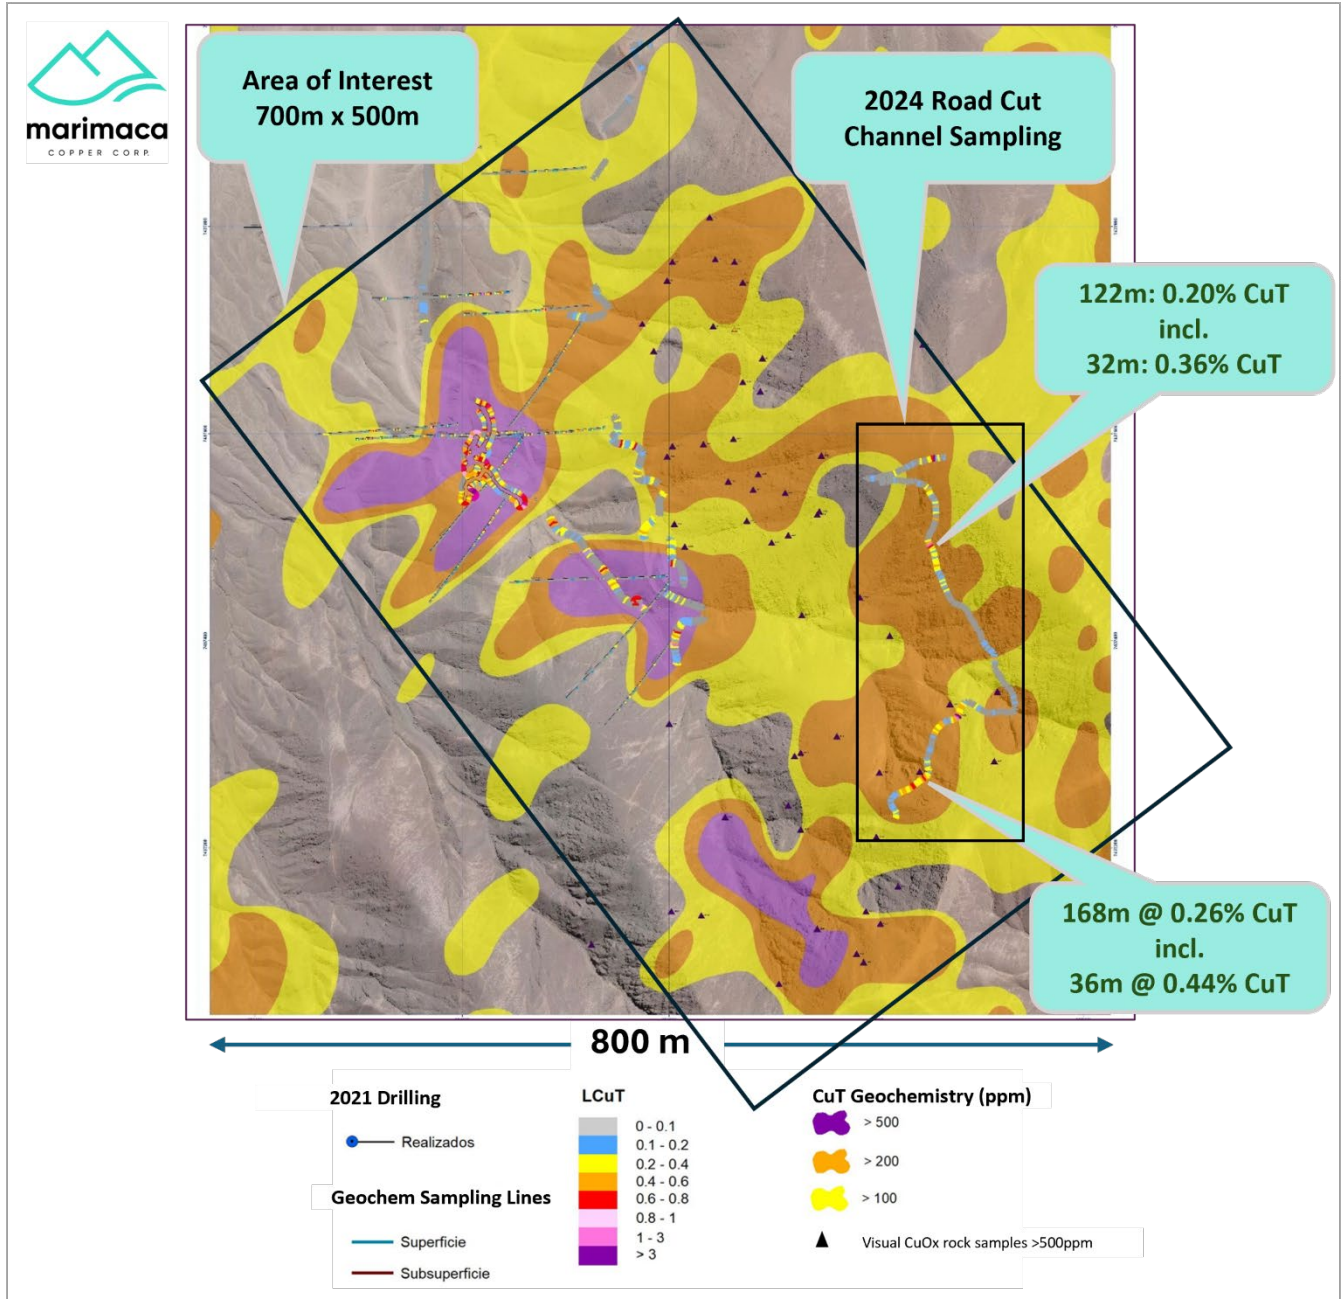 marimaca
COPPER CORP.
Area of Interest
700m x 500m
2024 Road Cut
Channel Sampling
122m: 0.20% CuT
incl.
32m: 0.36% CuT
168m @ 0.26% CuT
incl.
36m @ 0.44% CuT
800 m
2021 Drilling
Realizados
Geochem Sampling Lines
Superficie
Subsuperficie
LCuT
0 - 0.1
0.1 - 0.2
0.2 - 0.4
0.4 - 0.6
0.6 - 0.8
0.8 - 1
1 - 3
> 3
CuT Geochemistry (ppm)
> 500
> 200
> 100
Visual CuOx rock samples >500ppm